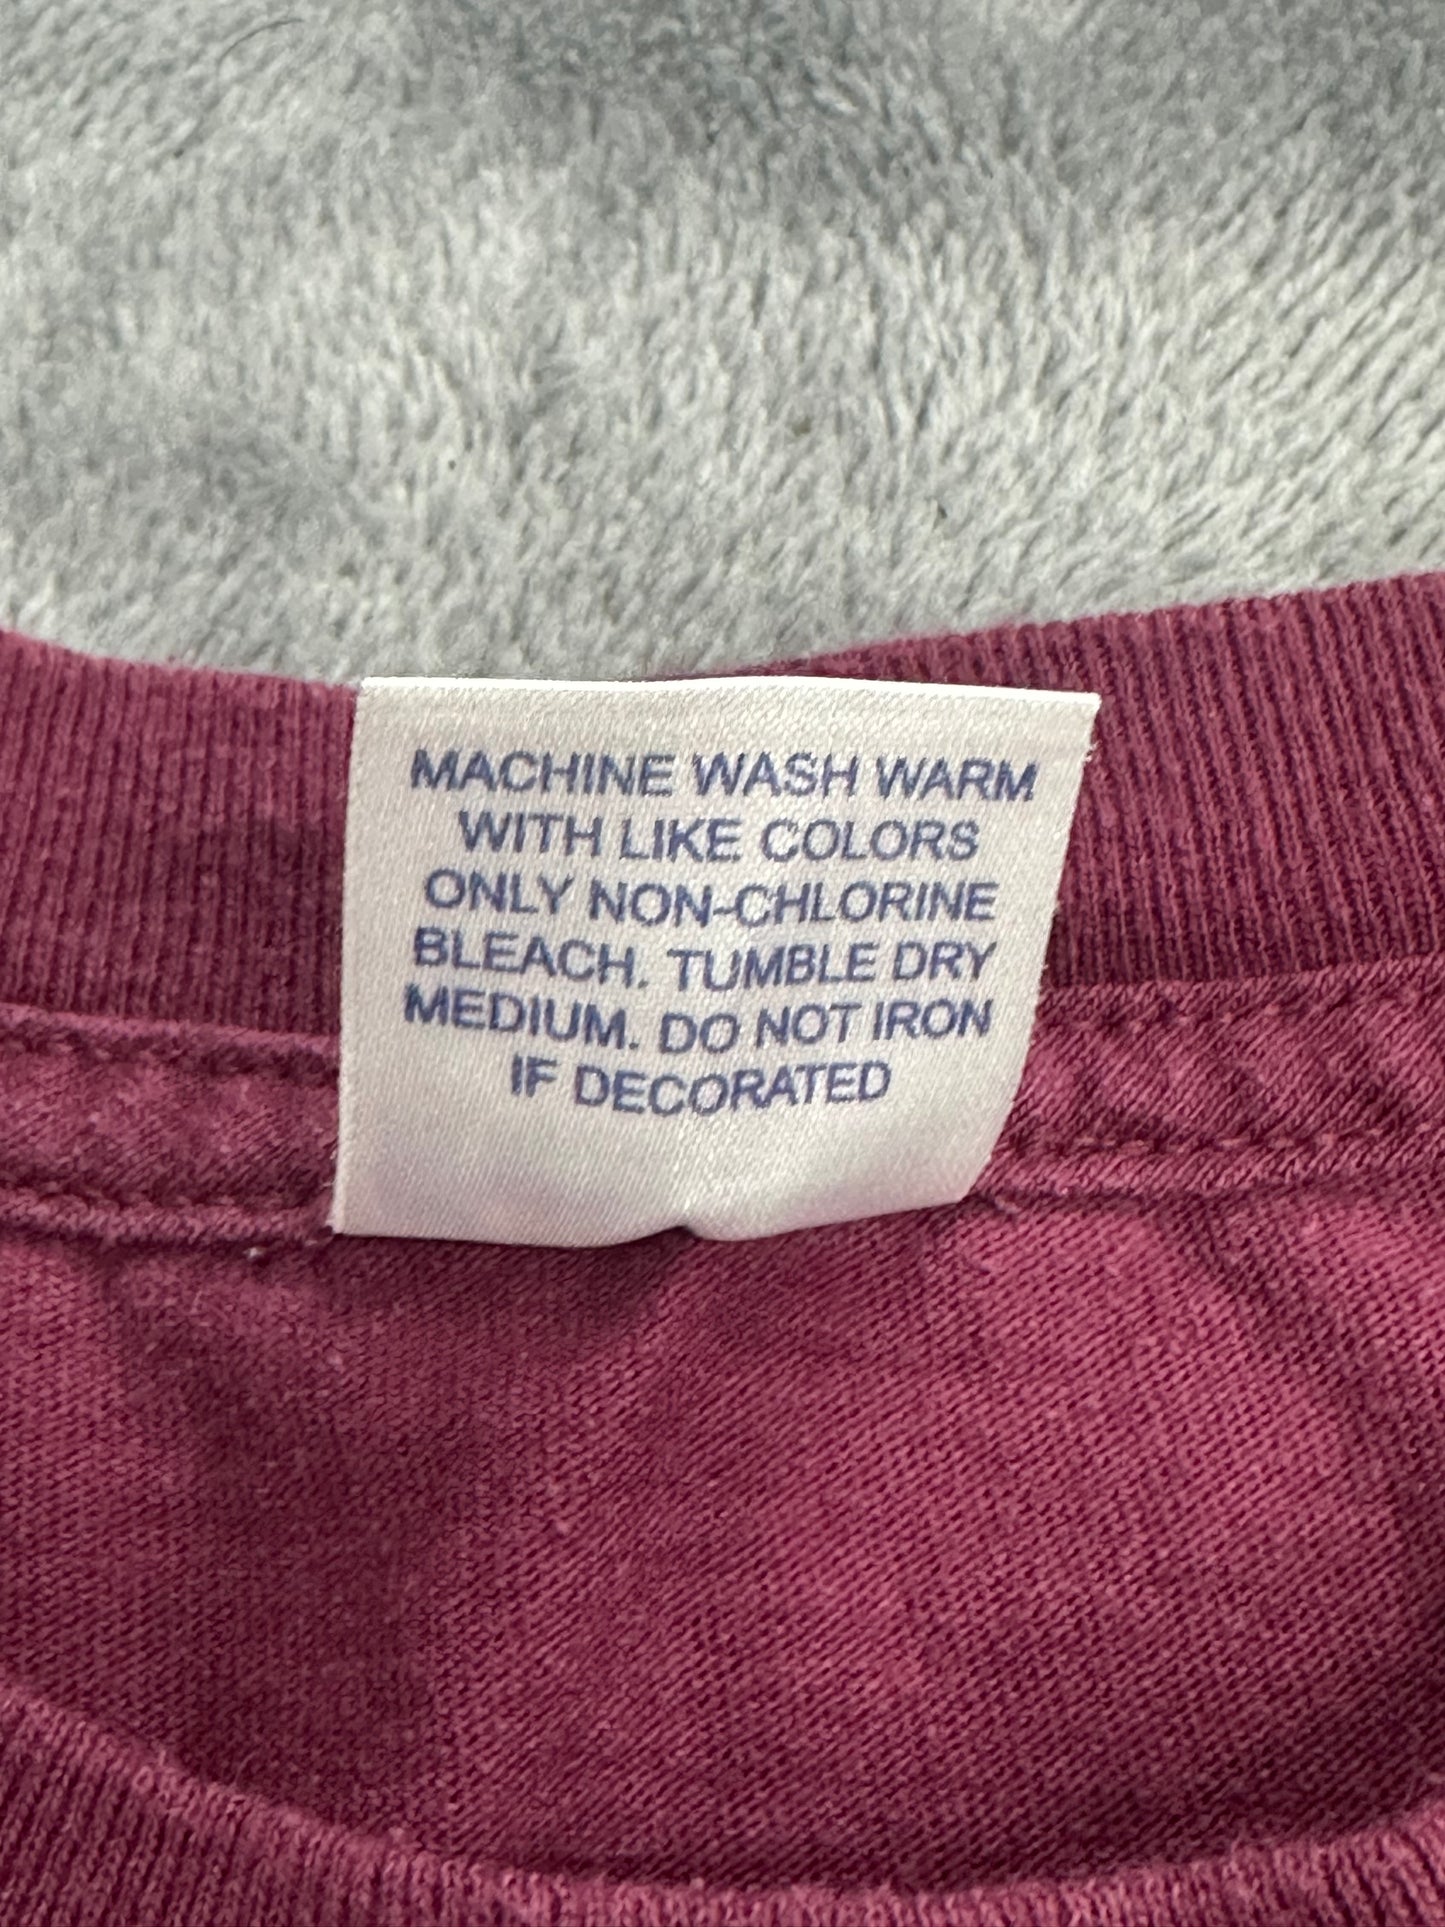 MACHINE WASH WARM
WITH LIKE COLORS
ONLY NON-CHLORINE
BLEACH. TUMBLE DRY
MEDIUM. DO NOT IRON
IF DECORATED